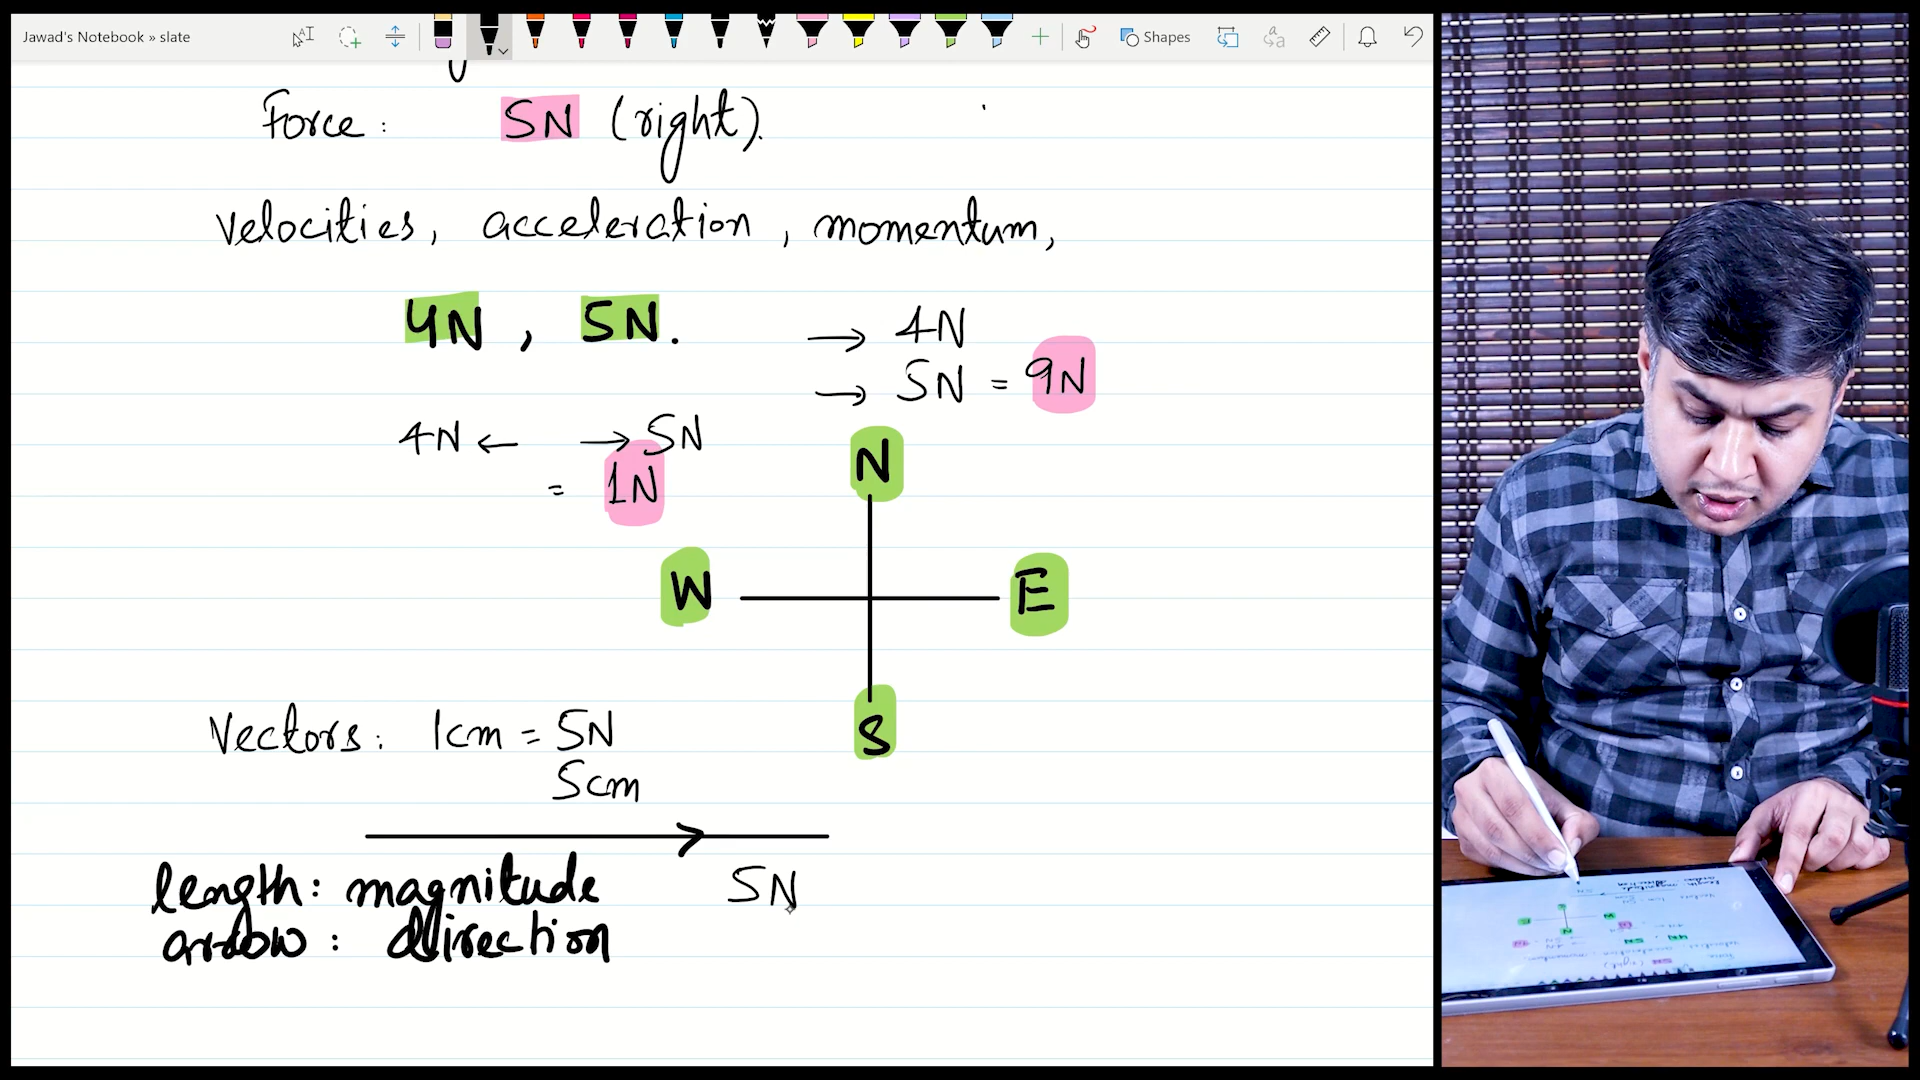 Jawad's Notebook » slate
Shapes
Force: 5N (right).
Velocities, acceleration, momentum,
4N, 5N.
→ 4N
→ 5N = 9N
4N ← → 5N
= 1N
N
W E
S
Vectors: 1cm = 5N
5cm
5N
length: magnitude
arrow: direction